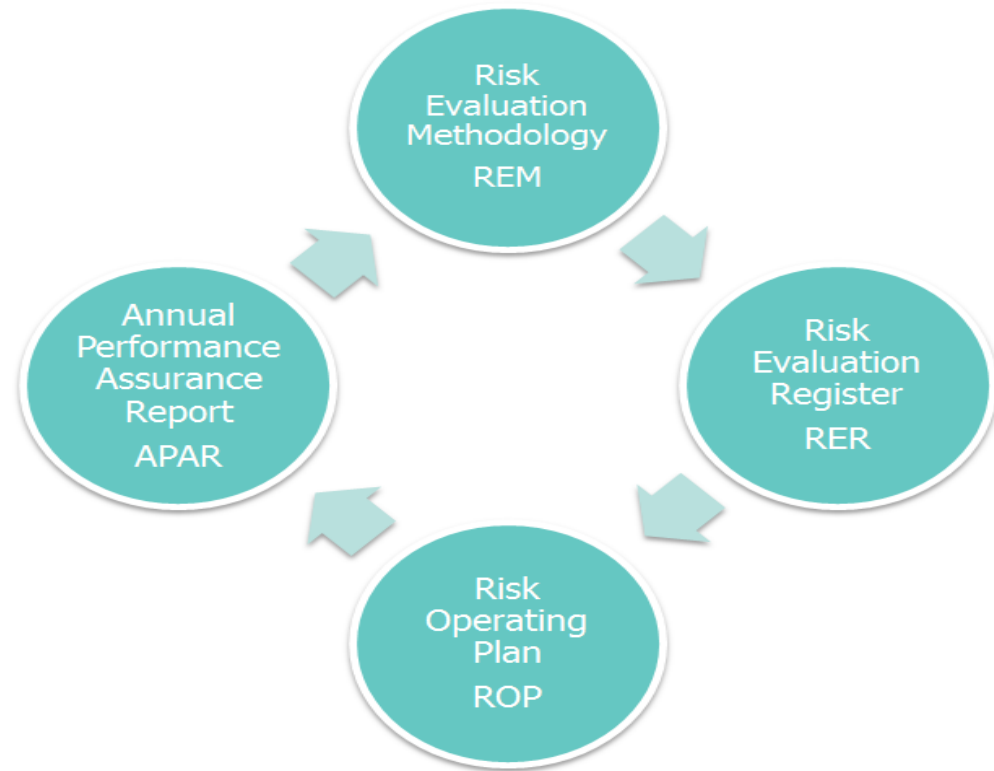 Risk
Evaluation
Methodology
REM
Risk
Evaluation
Register
RER
Risk
Operating
Plan
ROP
Annual
Performance
Assurance
Report
APAR